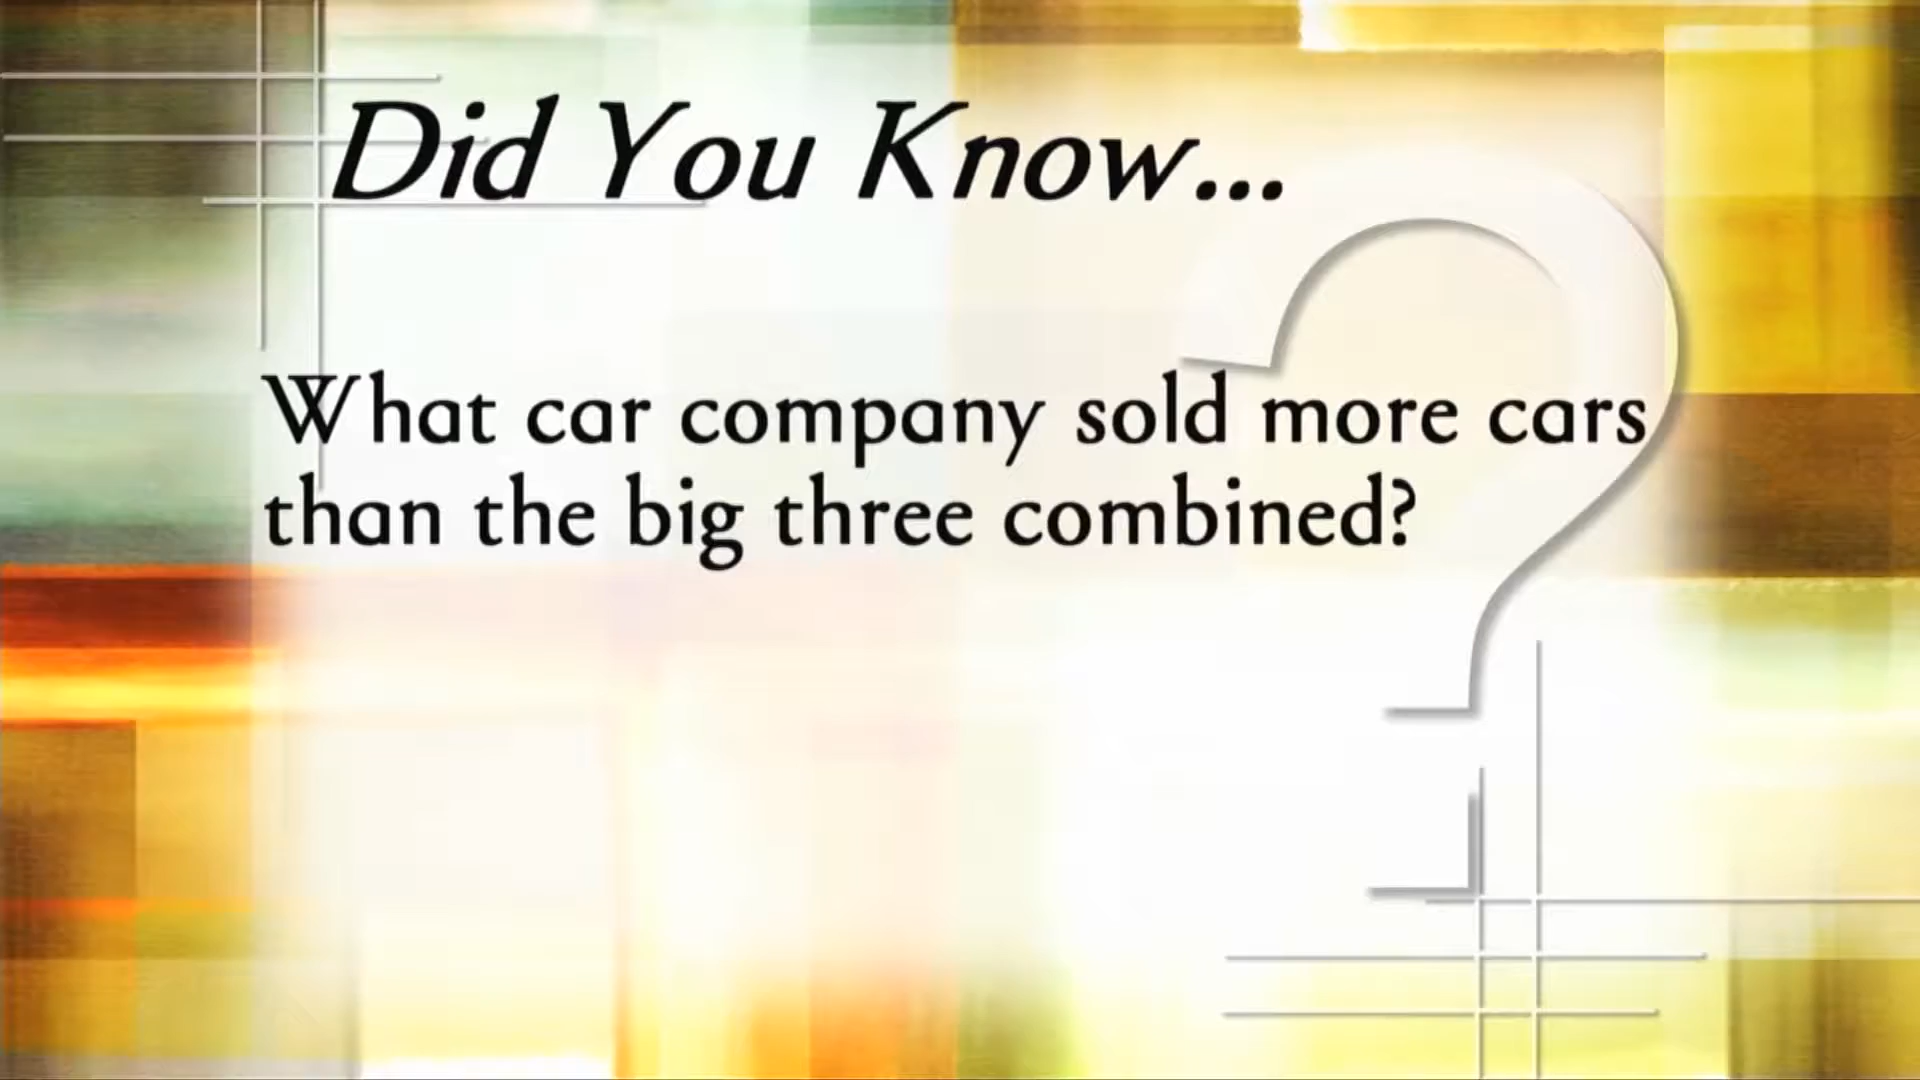 Did You Know...
What car company sold more cars
than the big three combined?